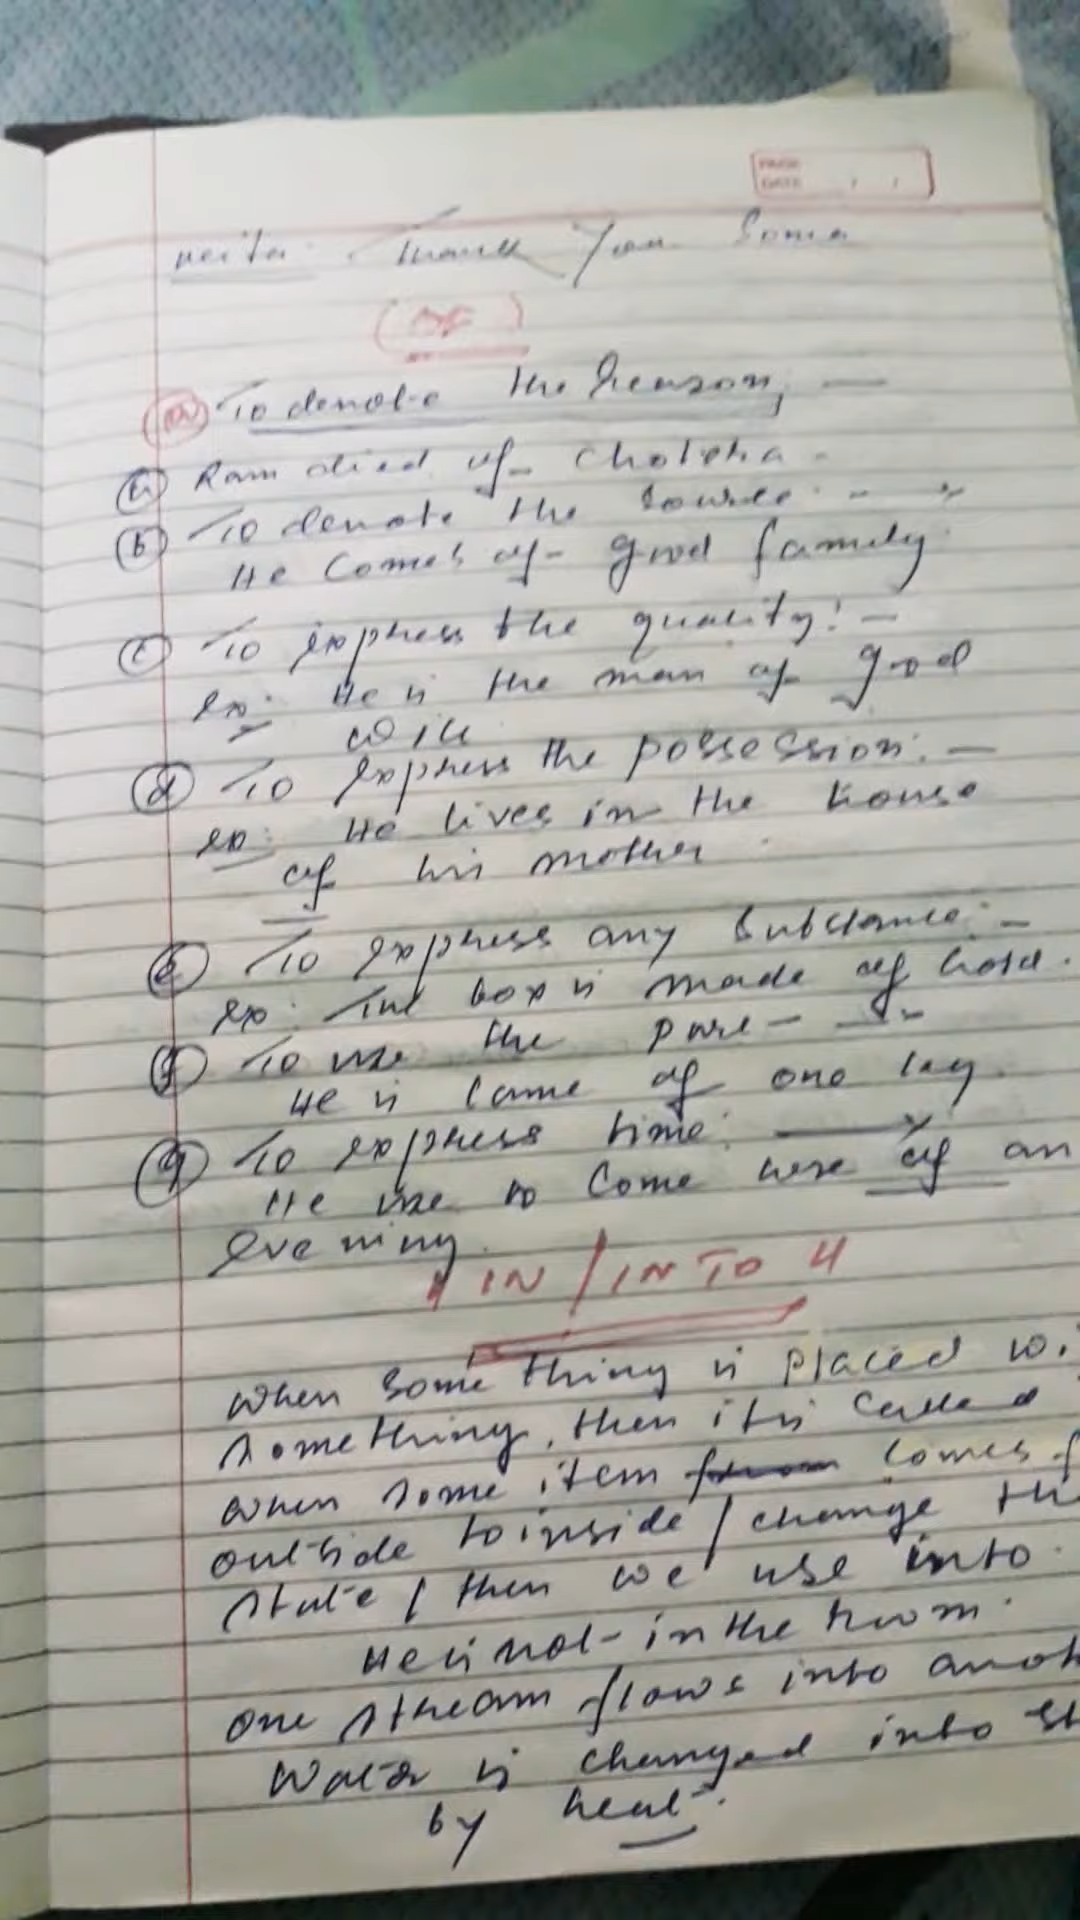 PAGE
DATE
neita: Thank You Soma
(OF)
(a) To denote the Reason, —
(a) Ram died of Cholera.
(b) To denote the Source: —
He Comes of good family.
(c) To express the quality: —
ex: He is the man of good
will
(d) To express the possession: —
ex: He lives in the house
of his mother.
(e) To express any Substance: —
ex: The box is made of Gold.
(f) To use the part —
He is lame of one leg.
(g) To express time: —
He use to Come here of an
evening.
IN / INTO
When Something is Placed
Something, then it is Called
When Some item from comes
outside to inside / change the
state / then we use into.
He is not in the Room.
One stream flows into
Water is changed into
by heat.